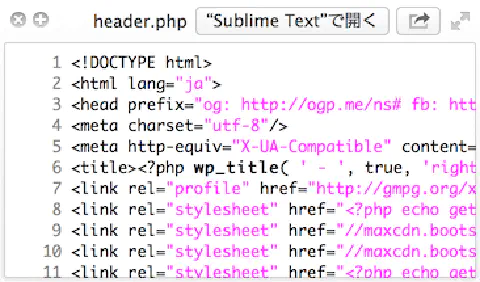 header.php "Sublime Text"で開く
1 <!DOCTYPE html>
2 <html lang="ja">
3 <head prefix="og: http://ogp.me/ns# fb: htt
4 <meta charset="utf-8"/>
5 <meta http-equiv="X-UA-Compatible" content=
6 <title><?php wp_title( ' - ', true, 'right
7 <link rel="profile" href="http://gmpg.org/x
8 <link rel="stylesheet" href="<?php echo get
9 <link rel="stylesheet" href="//maxcdn.boots
10 <link rel="stylesheet" href="//maxcdn.boots
11 <link rel="stylesheet" href="<?php echo get